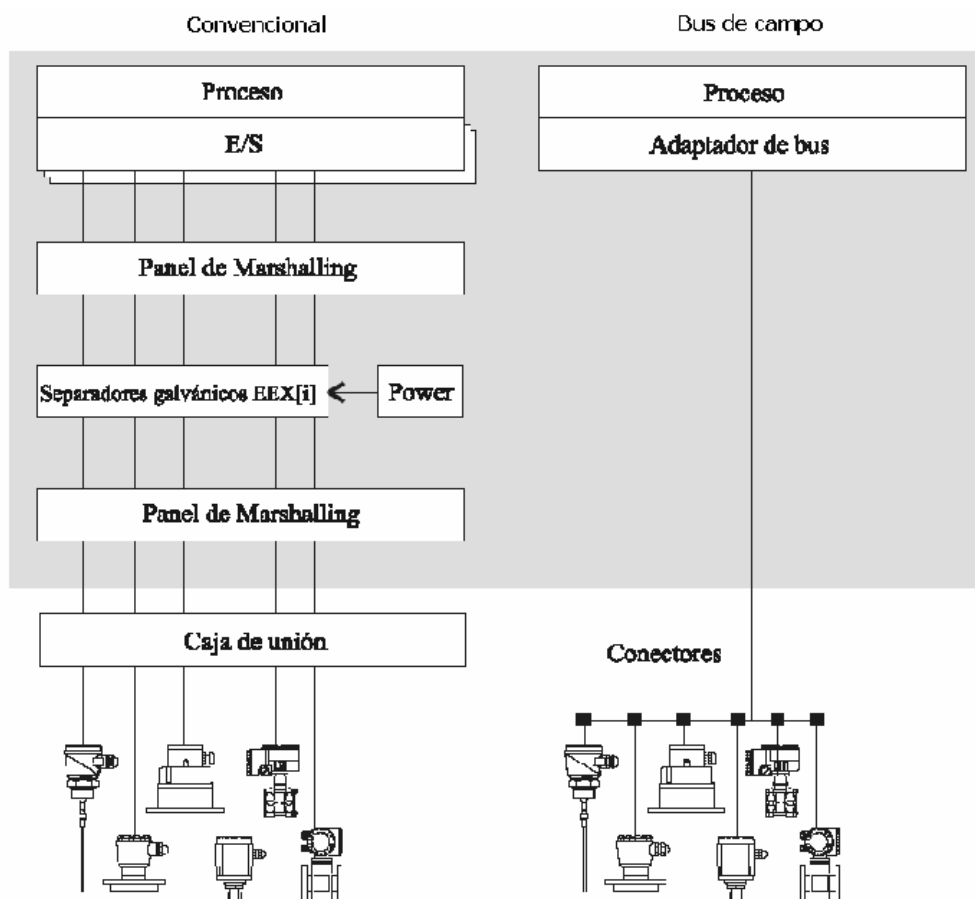 Convencional
Bus de campo
Proceso
E/S
Proceso
Adaptador de bus
Panel de Marshalling
Separadores galvánicos EEX[i]
Power
Panel de Marshalling
Caja de unión
Conectores